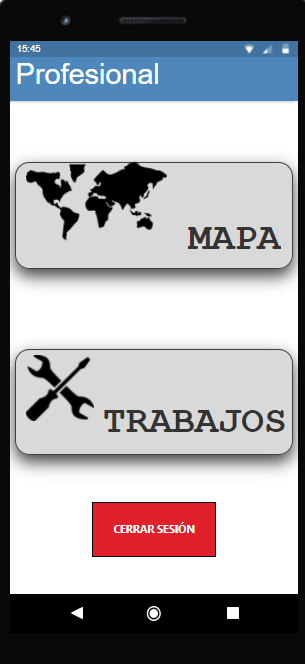 15:45
Profesional
MAPA
TRABAJOS
CERRAR SESIÓN